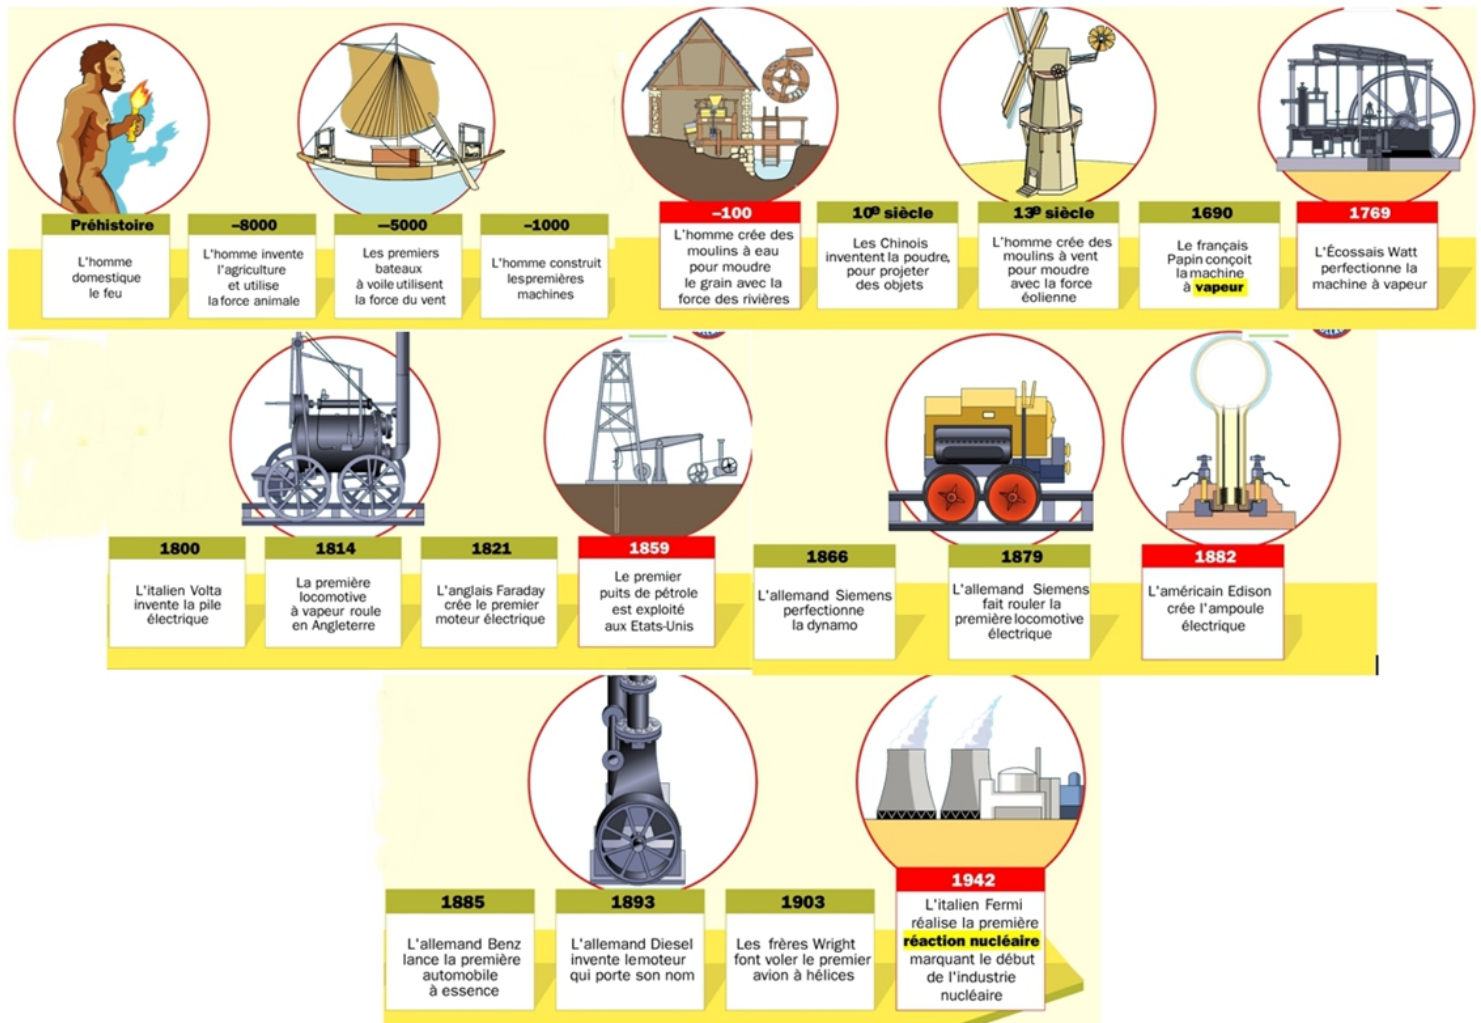 Préhistoire
L'homme
domestique
le feu
–8000
L'homme invente
l'agriculture
et utilise
la force animale
—5000
Les premiers
bateaux
à voile utilisent
la force du vent
–1000
L'homme construit
lespremières
machines
–100
L'homme crée des
moulins à eau
pour moudre
le grain avec la
force des rivières
10e siècle
Les Chinois
inventent la poudre,
pour projeter
des objets
13e siècle
L'homme crée des
moulins à vent
pour moudre
avec la force
éolienne
1690
Le français
Papin conçoit
la machine
à vapeur
1769
L'Écossais Watt
perfectionne la
machine à vapeur
1800
L'italien Volta
invente la pile
électrique
1814
La première
locomotive
à vapeur roule
en Angleterre
1821
L'anglais Faraday
crée le premier
moteur électrique
1859
Le premier
puits de pétrole
est exploité
aux Etats-Unis
1866
L'allemand Siemens
perfectionne
la dynamo
1879
L'allemand Siemens
fait rouler la
première locomotive
électrique
1882
L'américain Edison
crée l'ampoule
électrique
1885
L'allemand Benz
lance la première
automobile
à essence
1893
L'allemand Diesel
invente lemoteur
qui porte son nom
1903
Les frères Wright
font voler le premier
avion à hélices
1942
L'italien Fermi
réalise la première
réaction nucléaire
marquant le début
de l'industrie
nucléaire